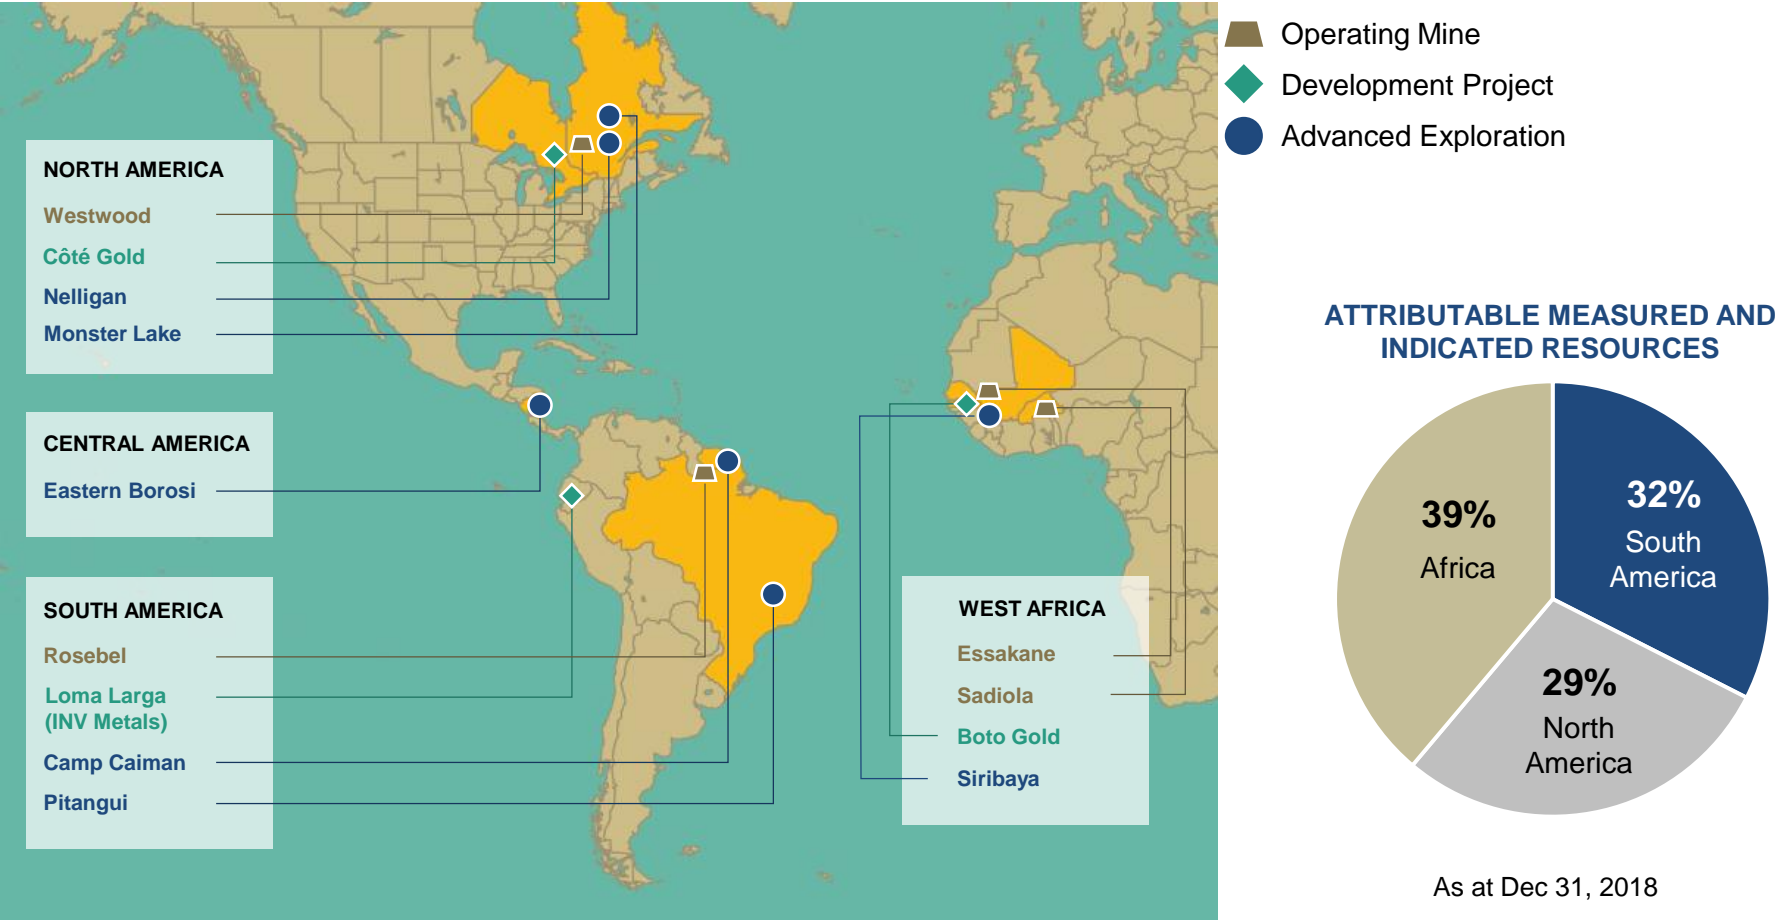 Operating Mine
Development Project
Advanced Exploration
NORTH AMERICA
Westwood
Côté Gold
Nelligan
Monster Lake
CENTRAL AMERICA
Eastern Borosi
SOUTH AMERICA
Rosebel
Loma Larga
(INV Metals)
Camp Caiman
Pitangui
WEST AFRICA
Essakane
Sadiola
Boto Gold
Siribaya
ATTRIBUTABLE MEASURED AND
INDICATED RESOURCES
39%
Africa
32%
South
America
29%
North
America
As at Dec 31, 2018